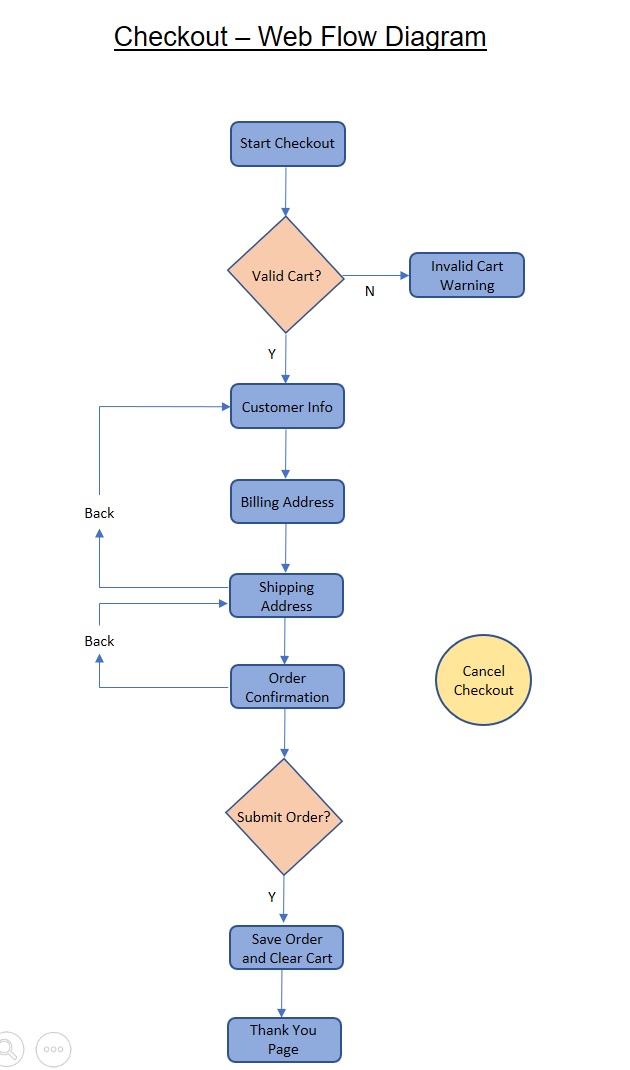 Checkout – Web Flow Diagram
Start Checkout
Valid Cart?
N
Invalid Cart
Warning
Y
Customer Info
Billing Address
Back
Shipping
Address
Back
Order
Confirmation
Cancel
Checkout
Submit Order?
Y
Save Order
and Clear Cart
Thank You
Page